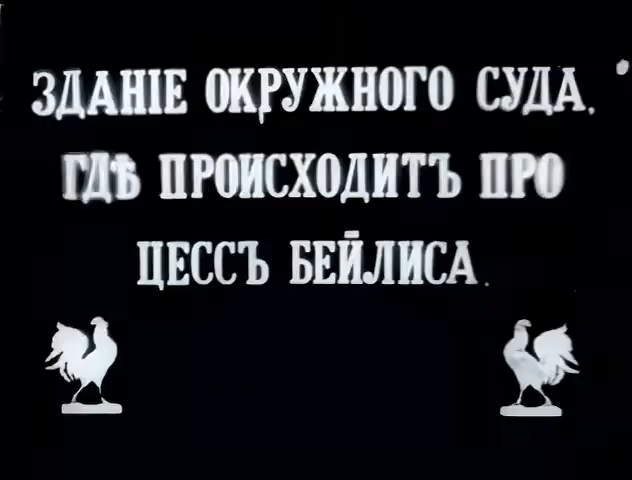 ЗДАНІЕ ОКРУЖНОГО СУДА,
ГДѢ ПРОИСХОДИТЪ ПРО
ЦЕССЪ БЕЙЛИСА.